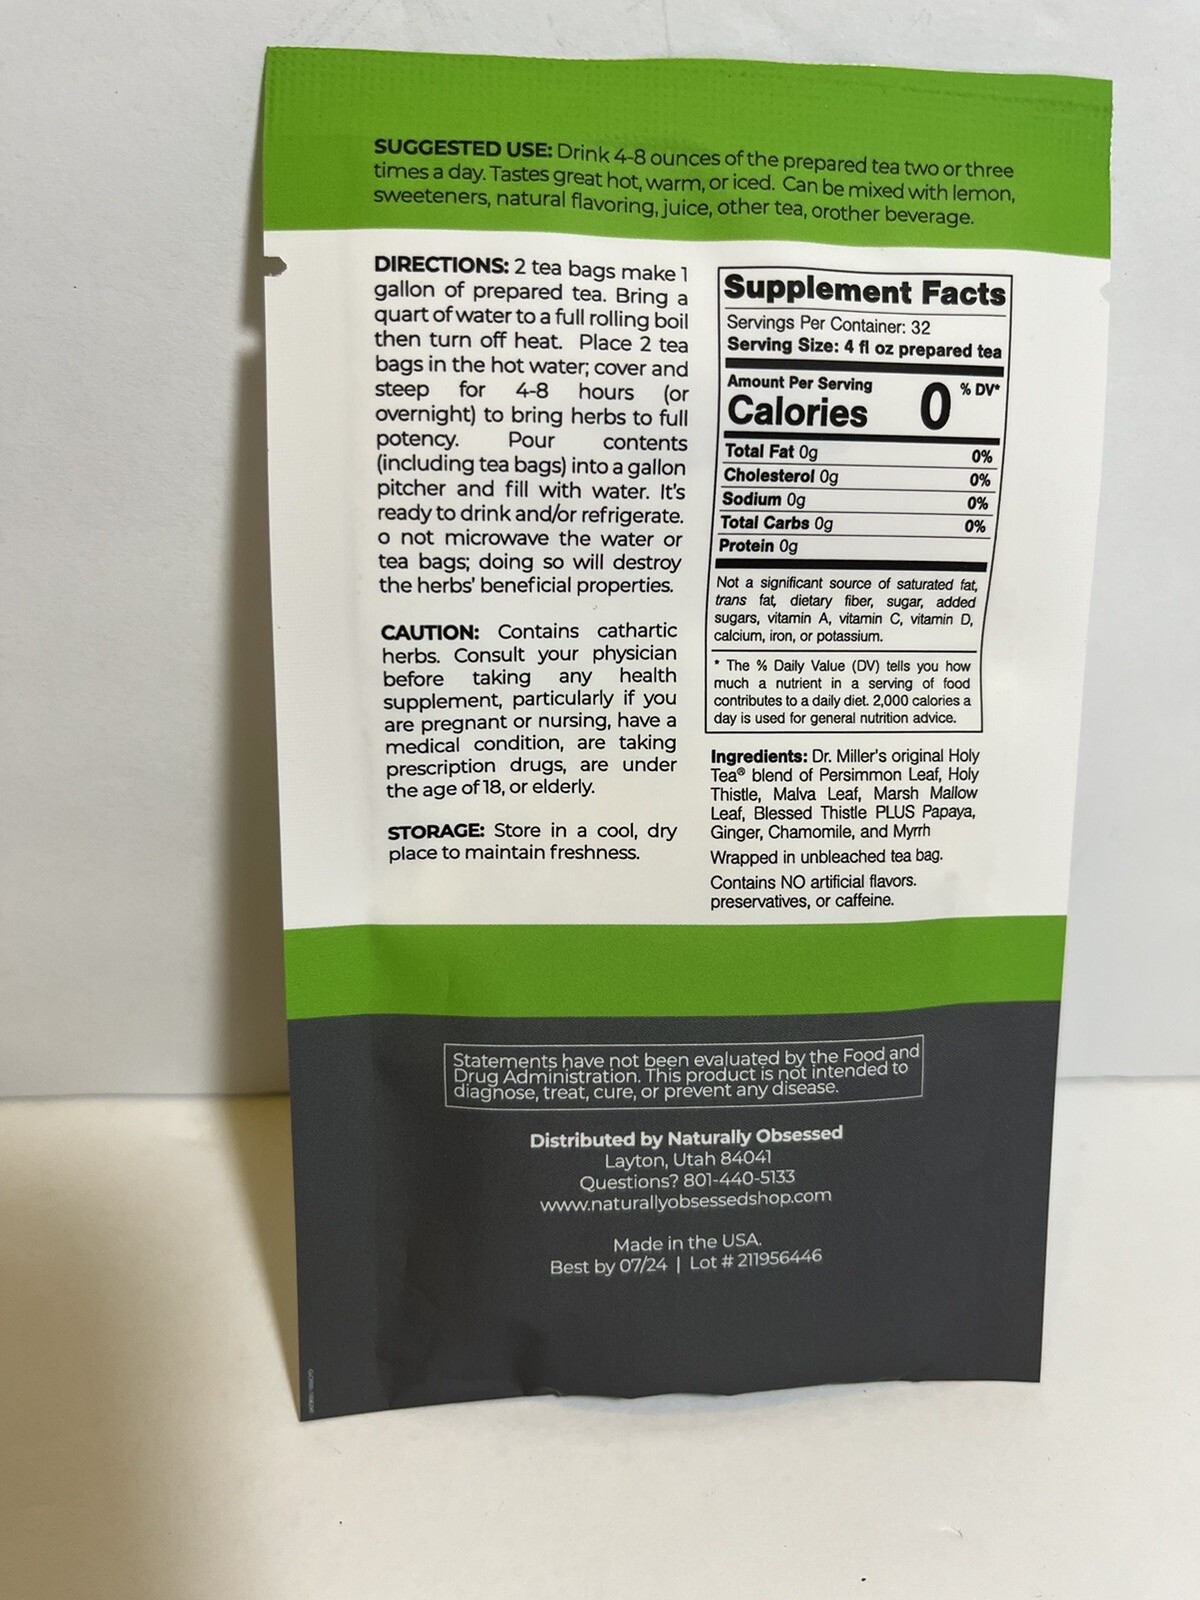 SUGGESTED USE: Drink 4-8 ounces of the prepared tea two or three
times a day. Tastes great hot, warm, or iced. Can be mixed with lemon,
sweeteners, natural flavoring, juice, other tea, orother beverage.
DIRECTIONS: 2 tea bags make 1
gallon of prepared tea. Bring a
quart of water to a full rolling boil
then turn off heat. Place 2 tea
bags in the hot water; cover and
steep for 4-8 hours (or
overnight) to bring herbs to full
potency. Pour contents
(including tea bags) into a gallon
pitcher and fill with water. It's
ready to drink and/or refrigerate.
o not microwave the water or
tea bags; doing so will destroy
the herbs' beneficial properties.
CAUTION: Contains cathartic
herbs. Consult your physician
before taking any health
supplement, particularly if you
are pregnant or nursing, have a
medical condition, are taking
prescription drugs, are under
the age of 18, or elderly.
STORAGE: Store in a cool, dry
place to maintain freshness.
Supplement Facts
Servings Per Container: 32
Serving Size: 4 fl oz prepared tea
Amount Per Serving
% DV*
Calories 0
Total Fat 0g 0%
Cholesterol 0g 0%
Sodium 0g 0%
Total Carbs 0g 0%
Protein 0g
Not a significant source of saturated fat,
trans fat, dietary fiber, sugar, added
sugars, vitamin A, vitamin C, vitamin D,
calcium, iron, or potassium.
* The % Daily Value (DV) tells you how
much a nutrient in a serving of food
contributes to a daily diet. 2,000 calories a
day is used for general nutrition advice.
Ingredients: Dr. Miller's original Holy
Tea® blend of Persimmon Leaf, Holy
Thistle, Malva Leaf, Marsh Mallow
Leaf, Blessed Thistle PLUS Papaya,
Ginger, Chamomile, and Myrrh
Wrapped in unbleached tea bag.
Contains NO artificial flavors.
preservatives, or caffeine.
Statements have not been evaluated by the Food and
Drug Administration. This product is not intended to
diagnose, treat, cure, or prevent any disease.
Distributed by Naturally Obsessed
Layton, Utah 84041
Questions? 801-440-5133
www.naturallyobsessedshop.com
Made in the USA.
Best by 07/24 | Lot # 211956446